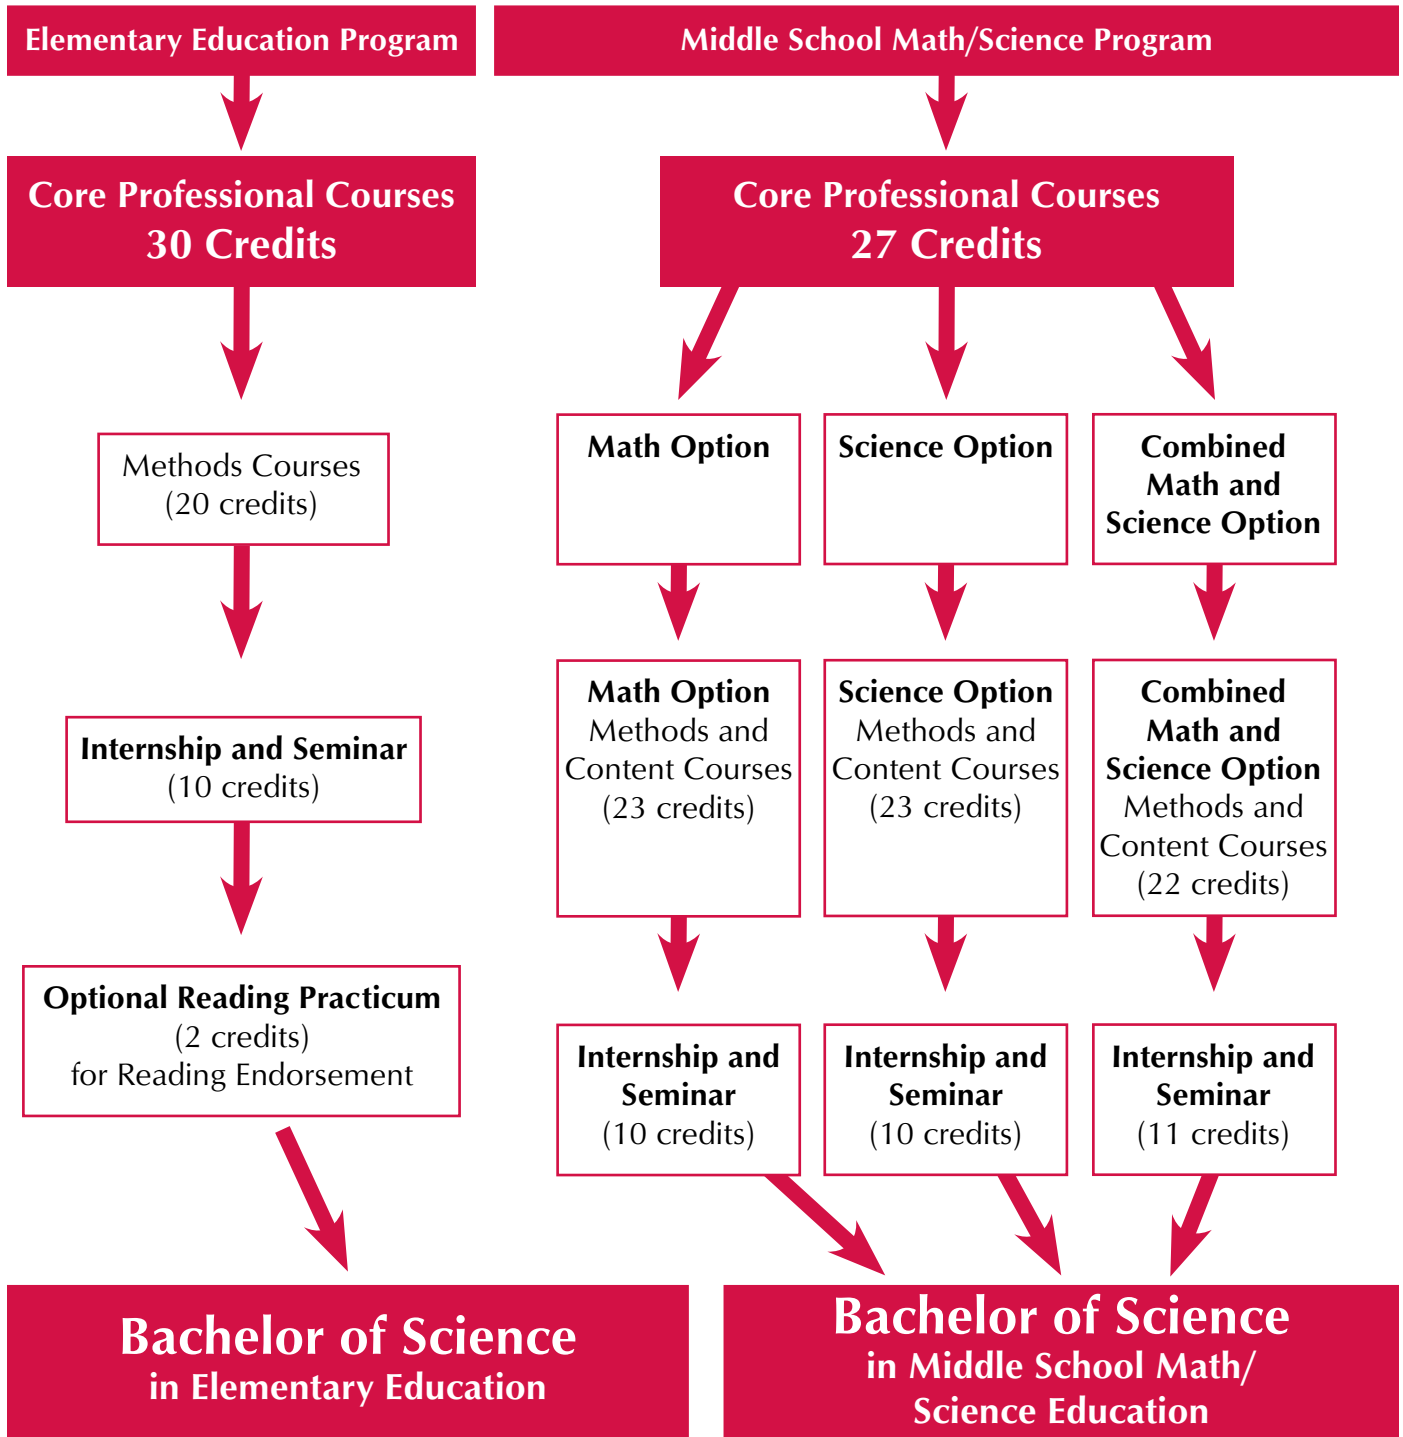 Elementary Education Program
Core Professional Courses
30 Credits
Methods Courses
(20 credits)
Internship and Seminar
(10 credits)
Optional Reading Practicum
(2 credits)
for Reading Endorsement
Bachelor of Science
in Elementary Education
Middle School Math/Science Program
Core Professional Courses
27 Credits
Math Option
Math Option
Methods and
Content Courses
(23 credits)
Internship and
Seminar
(10 credits)
Science Option
Science Option
Methods and
Content Courses
(23 credits)
Internship and
Seminar
(10 credits)
Combined
Math and
Science Option
Combined
Math and
Science Option
Methods and
Content Courses
(22 credits)
Internship and
Seminar
(11 credits)
Bachelor of Science
in Middle School Math/
Science Education